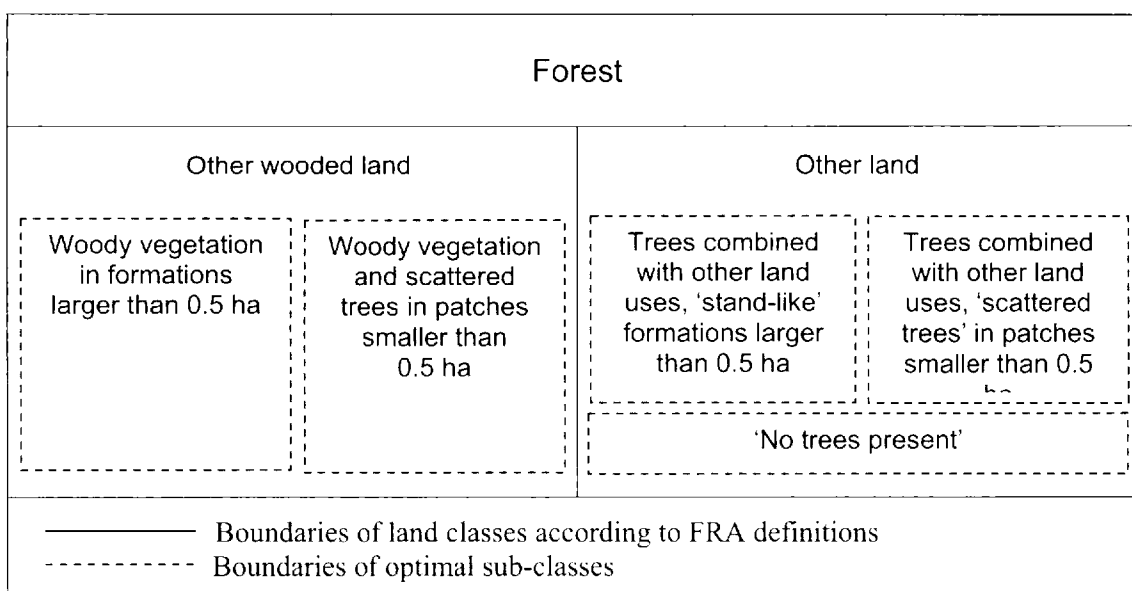 Forest
Other wooded land
Other land
Woody vegetation
in formations
larger than 0.5 ha
Woody vegetation
and scattered
trees in patches
smaller than
0.5 ha
Trees combined
with other land
uses, ‘stand-like’
formations larger
than 0.5 ha
Trees combined
with other land
uses, ‘scattered
trees’ in patches
smaller than 0.5
‘No trees present’
Boundaries of land classes according to FRA definitions
Boundaries of optimal sub-classes